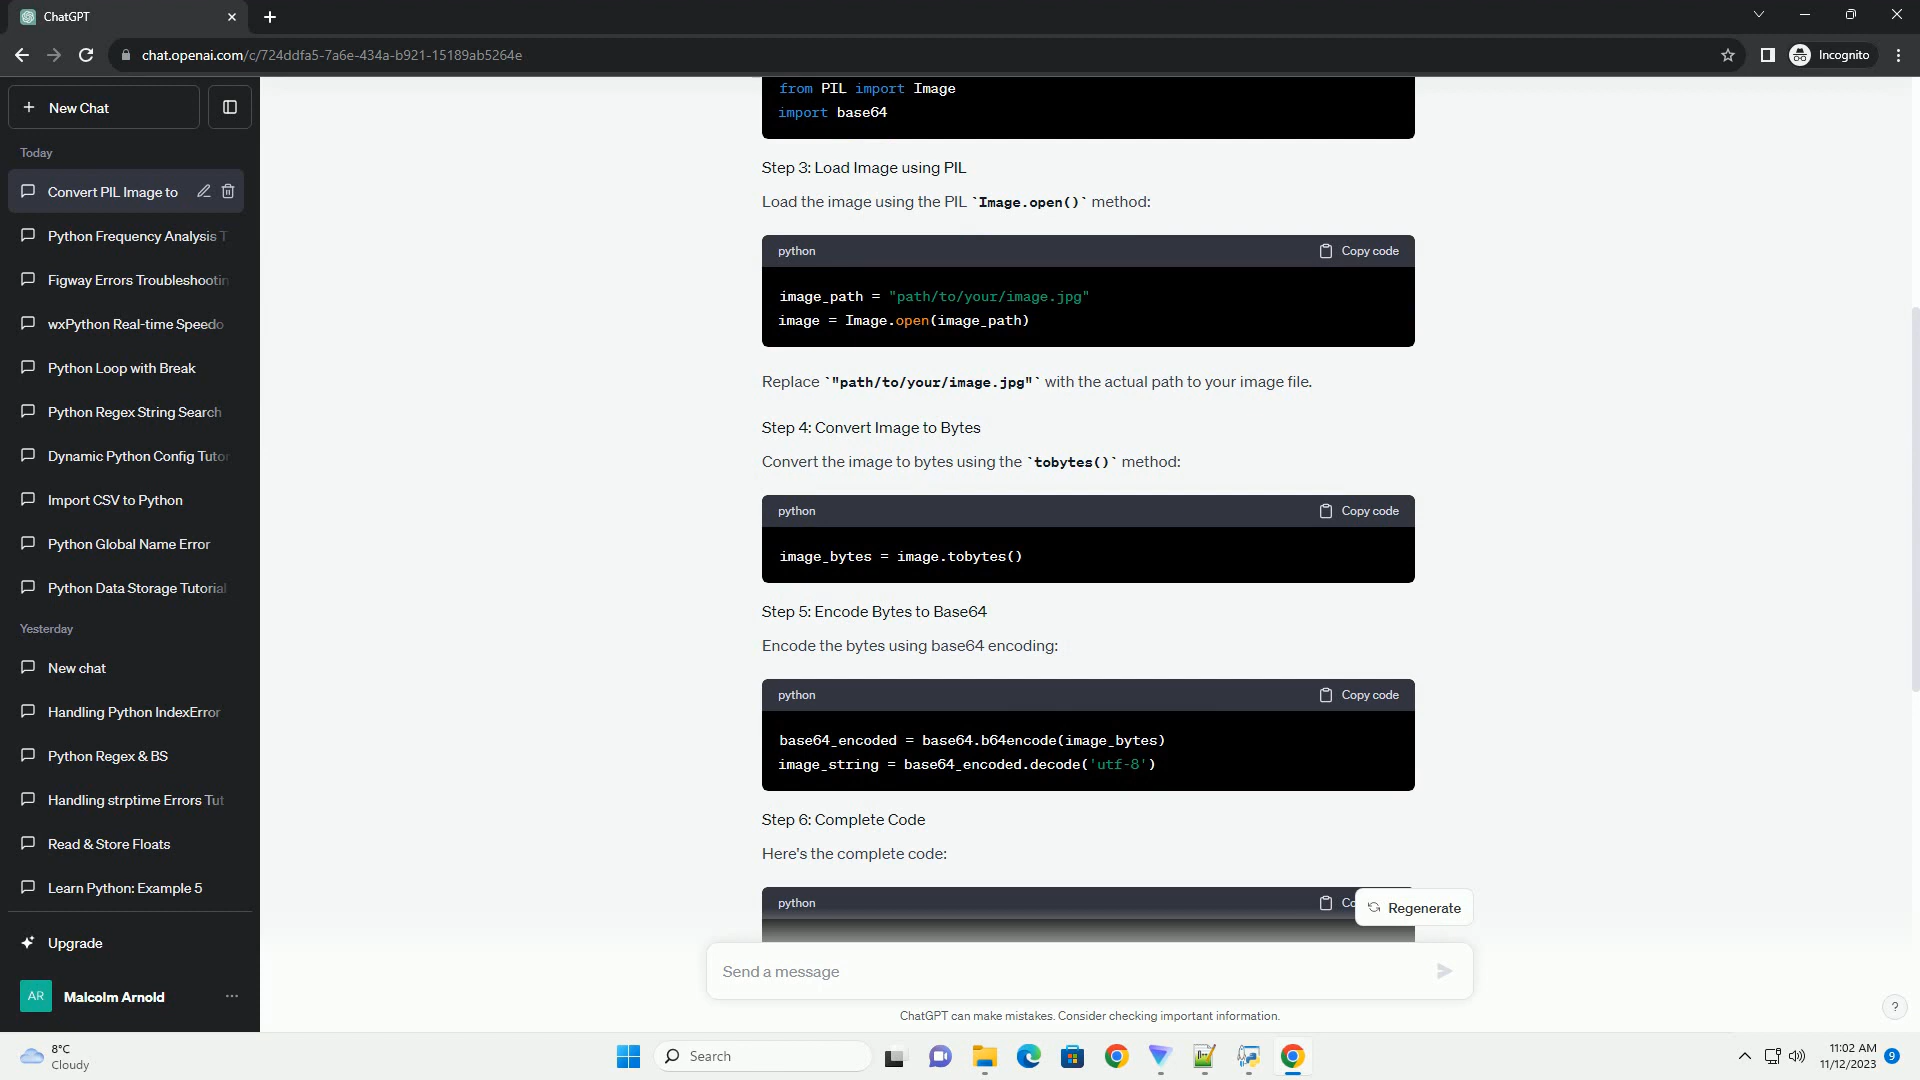 ChatGPT
chat.openai.com/c/724ddfa5-7a6e-434a-b921-15189ab5264e
Incognito
New Chat
Today
Convert PIL Image to
Python Frequency Analysis T
Figway Errors Troubleshootin
wxPython Real-time Speedo
Python Loop with Break
Python Regex String Search
Dynamic Python Config Tutor
Import CSV to Python
Python Global Name Error
Python Data Storage Tutorial
Yesterday
New chat
Handling Python IndexError
Python Regex & BS
Handling strptime Errors Tut
Read & Store Floats
Learn Python: Example 5
Upgrade
AR
Malcolm Arnold
from PIL import Image
import base64
Step 3: Load Image using PIL
Load the image using the PIL `Image.open()` method:
python
Copy code
image_path = "path/to/your/image.jpg"
image = Image.open(image_path)
Replace `"path/to/your/image.jpg"` with the actual path to your image file.
Step 4: Convert Image to Bytes
Convert the image to bytes using the `tobytes()` method:
python
Copy code
image_bytes = image.tobytes()
Step 5: Encode Bytes to Base64
Encode the bytes using base64 encoding:
python
Copy code
base64_encoded = base64.b64encode(image_bytes)
image_string = base64_encoded.decode('utf-8')
Step 6: Complete Code
Here's the complete code:
python
Co
Regenerate
Send a message
ChatGPT can make mistakes. Consider checking important information.
?
8°C
Cloudy
Search
11:02 AM
11/12/2023
9